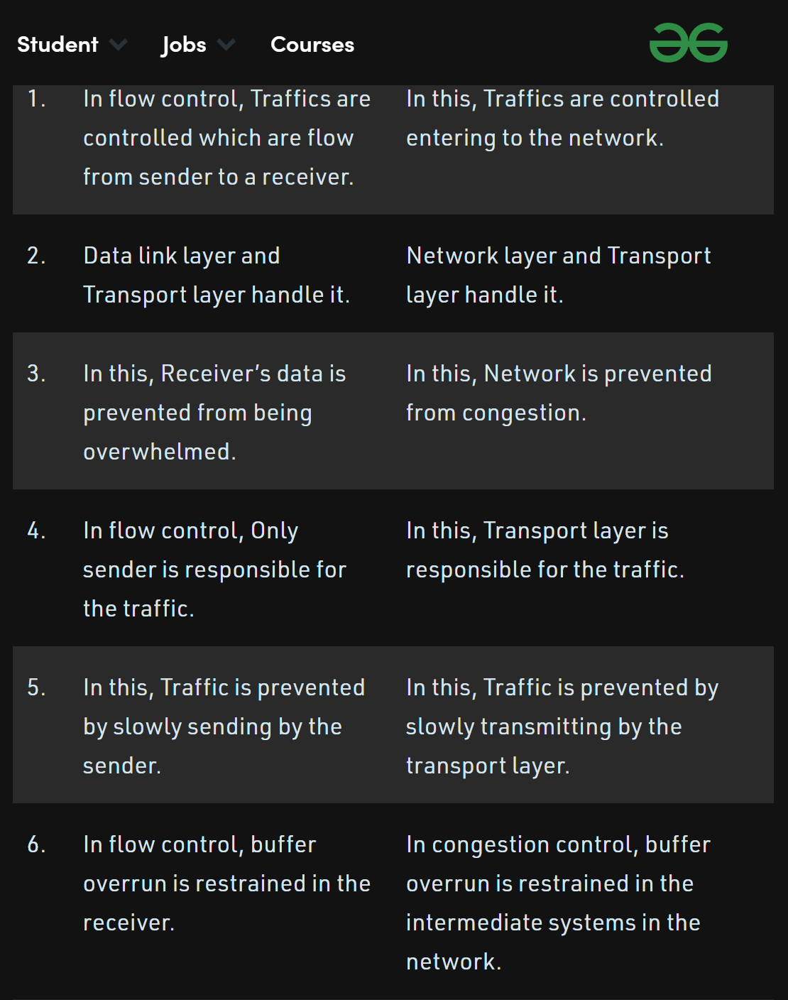 Student Jobs Courses
1. In flow control, Traffics are In this, Traffics are controlled
controlled which are flow entering to the network.
from sender to a receiver.
2. Data link layer and Network layer and Transport
Transport layer handle it. layer handle it.
3. In this, Receiver’s data is In this, Network is prevented
prevented from being from congestion.
overwhelmed.
4. In flow control, Only In this, Transport layer is
sender is responsible for responsible for the traffic.
the traffic.
5. In this, Traffic is prevented In this, Traffic is prevented by
by slowly sending by the slowly transmitting by the
sender. transport layer.
6. In flow control, buffer In congestion control, buffer
overrun is restrained in the overrun is restrained in the
receiver. intermediate systems in the
network.